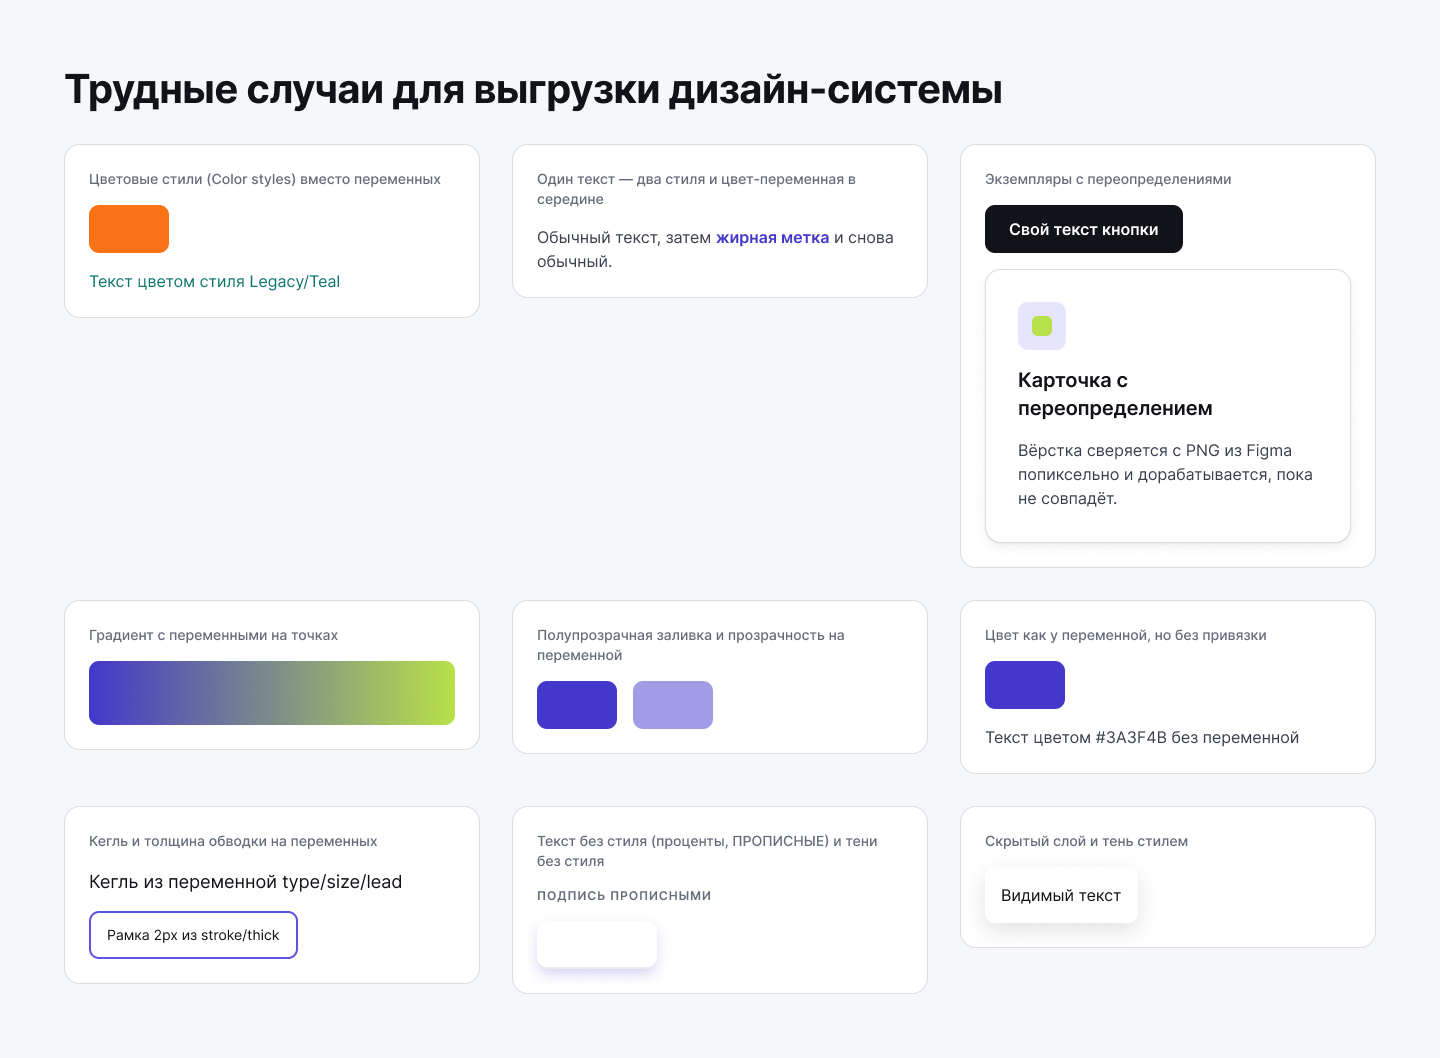 Трудные случаи для выгрузки дизайн-системы
Цветовые стили (Color styles) вместо переменных
Текст цветом стиля Legacy/Teal
Один текст — два стиля и цвет-переменная в
середине
Обычный текст, затем жирная метка и снова
обычный.
Экземпляры с переопределениями
Свой текст кнопки
Карточка с
переопределением
Вёрстка сверяется с PNG из Figma
попиксельно и дорабатывается, пока
не совпадёт.
Градиент с переменными на точках
Полупрозрачная заливка и прозрачность на
переменной
Цвет как у переменной, но без привязки
Текст цветом #3A3F4B без переменной
Кегль и толщина обводки на переменных
Кегль из переменной type/size/lead
Рамка 2px из stroke/thick
Текст без стиля (проценты, ПРОПИСНЫЕ) и тени
без стиля
ПОДПИСЬ ПРОПИСНЫМИ
Скрытый слой и тень стилем
Видимый текст